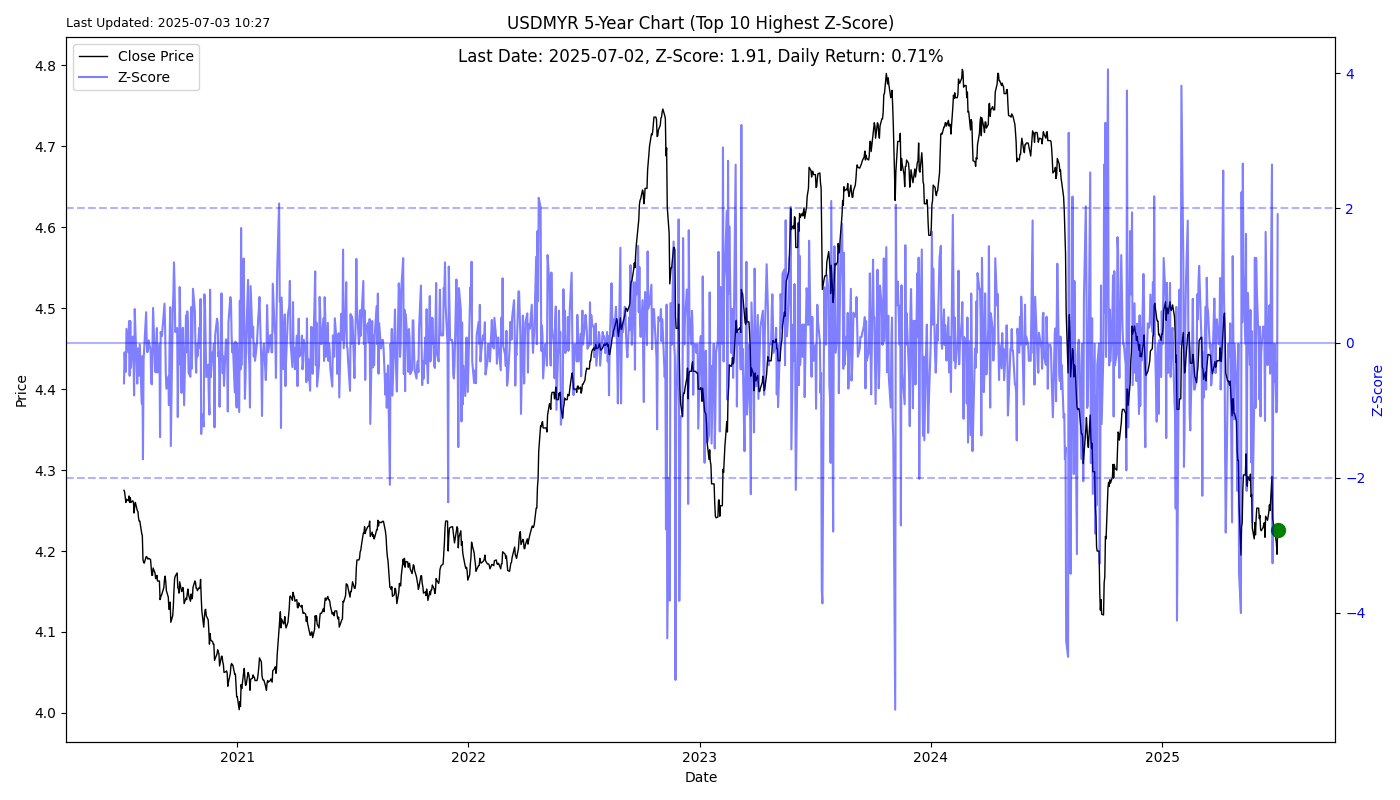 Last Updated: 2025-07-03 10:27
USDMYR 5-Year Chart (Top 10 Highest Z-Score)
Last Date: 2025-07-02, Z-Score: 1.91, Daily Return: 0.71%
Close Price
Z-Score
4.8
4.7
4.6
4.5
4.4
4.3
4.2
4.1
4.0
Price
4
2
0
−2
−4
Z-Score
2021
2022
2023
2024
2025
Date